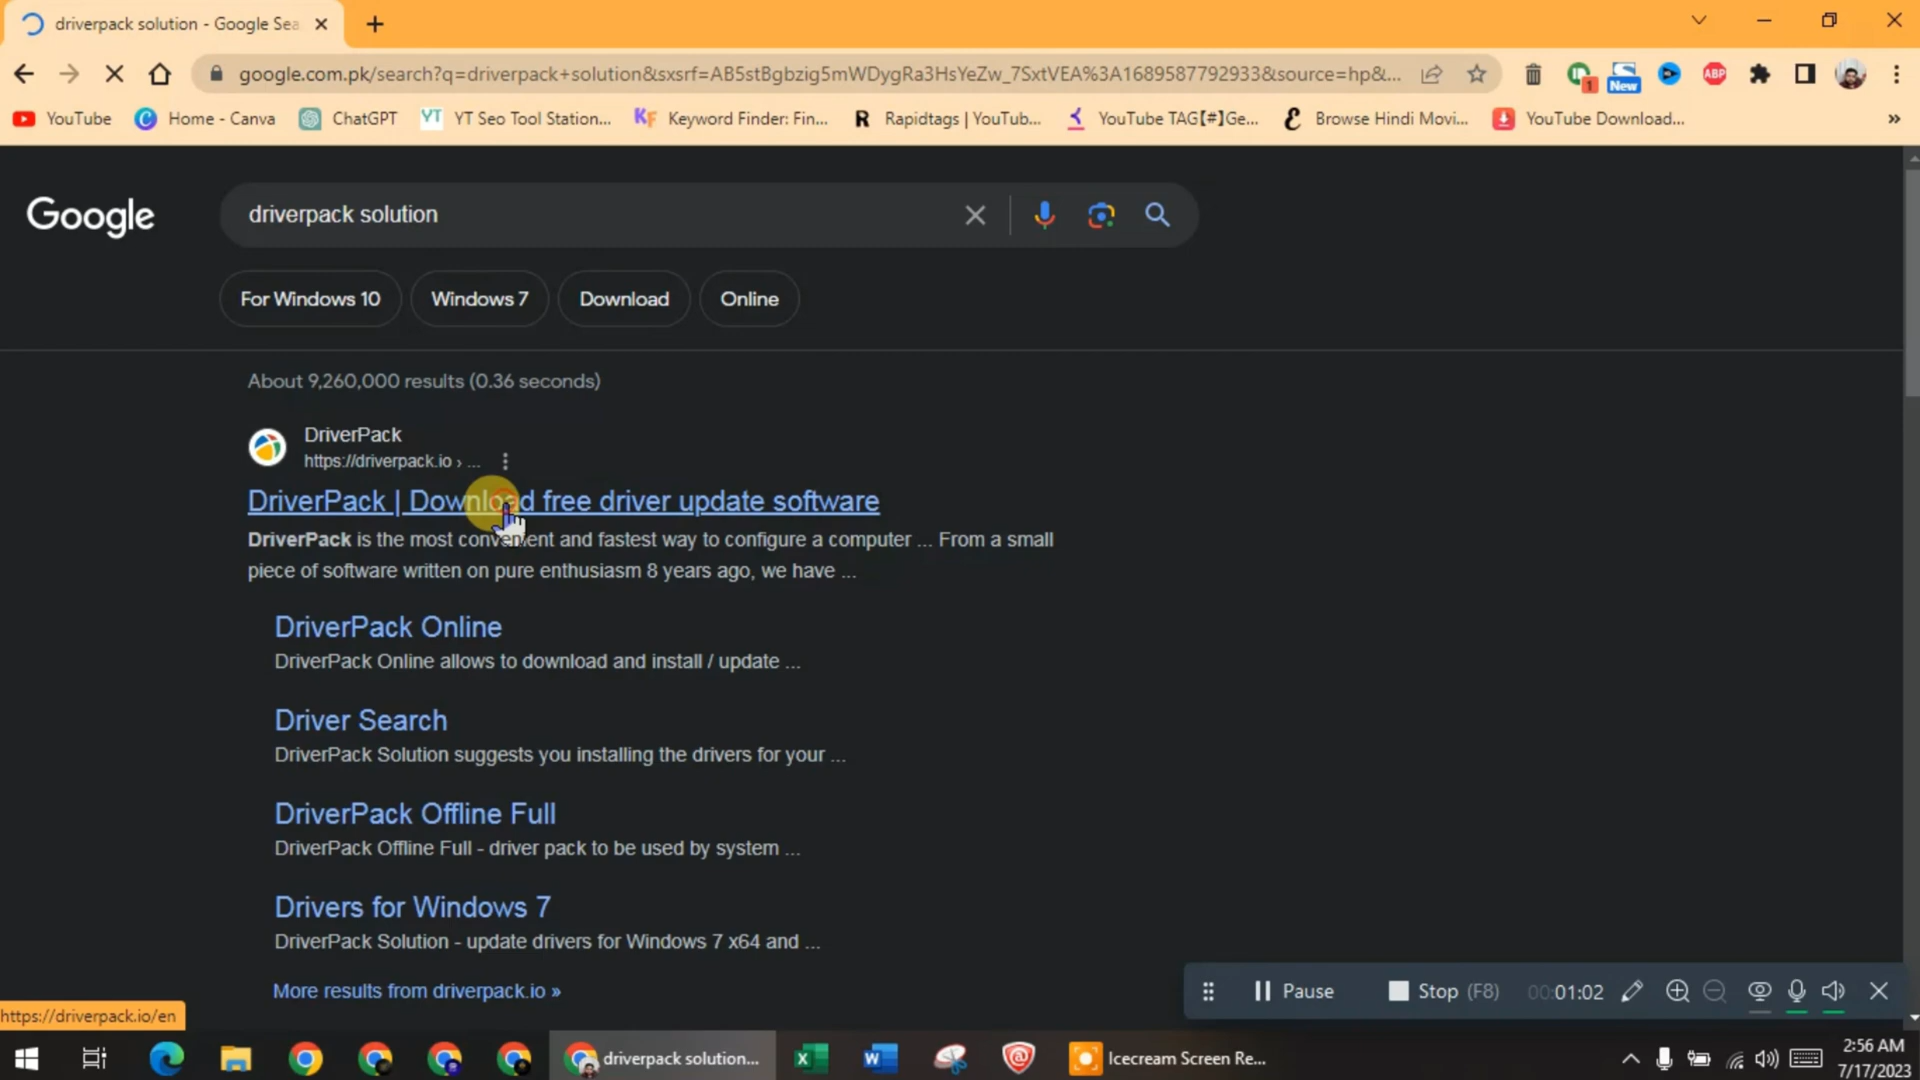 driverpack solution - Google Sea
google.com.pk/search?q=driverpack+solution&sxsrf=AB5stBgbzig5mWDygRa3HsYeZw_7SxtVEA%3A1689587792933&source=hp&...
1
New
ABP
YouTube
Home - Canva
ChatGPT
YT
YT Seo Tool Station...
KF
Keyword Finder: Fin...
R
Rapidtags | YouTub...
YouTube TAG【#】Ge...
Browse Hindi Movi...
YouTube Download...
»
Google
driverpack solution
For Windows 10
Windows 7
Download
Online
About 9,260,000 results (0.36 seconds)
DriverPack
https://driverpack.io › ...
DriverPack | Download free driver update software
DriverPack is the most convenient and fastest way to configure a computer ... From a small
piece of software written on pure enthusiasm 8 years ago, we have ...
DriverPack Online
DriverPack Online allows to download and install / update ...
Driver Search
DriverPack Solution suggests you installing the drivers for your ...
DriverPack Offline Full
DriverPack Offline Full - driver pack to be used by system ...
Drivers for Windows 7
DriverPack Solution - update drivers for Windows 7 x64 and ...
More results from driverpack.io »
Pause
Stop (F8)
00:01:02
https://driverpack.io/en
driverpack solution...
Icecream Screen Re...
2:56 AM
7/17/2023